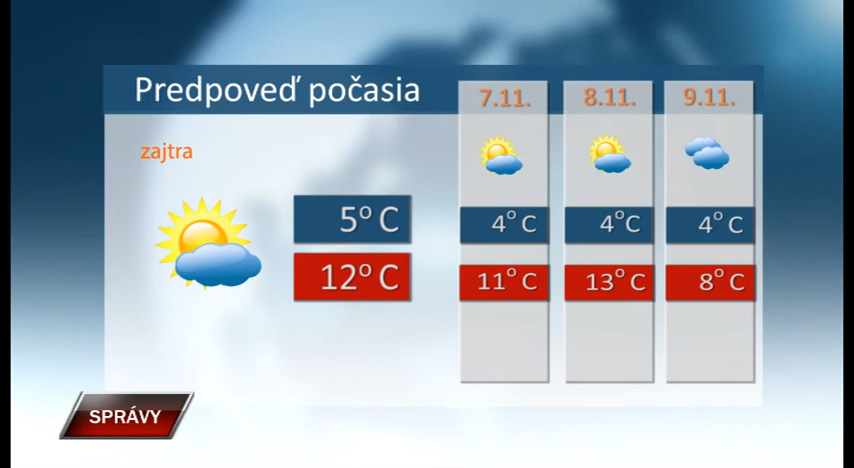 Predpoveď počasia
zajtra
5° C
12° C
7.11. 8.11. 9.11.
4° C 4°C 4° C
11° C 13° C 8° C
SPRÁVY